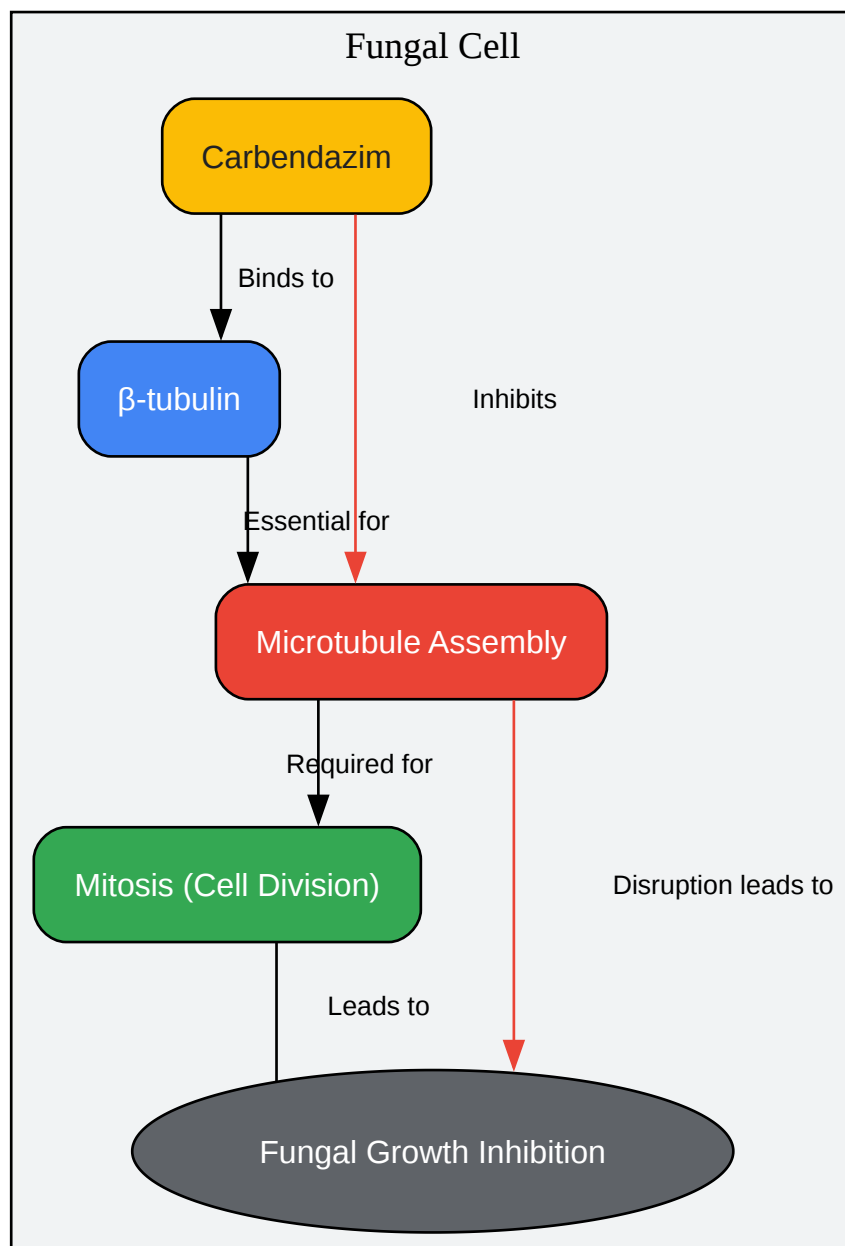 Fungal Cell
Carbendazim
Binds to
β-tubulin
Inhibits
Essential for
Microtubule Assembly
Required for
Mitosis (Cell Division)
Disruption leads to
Leads to
Fungal Growth Inhibition